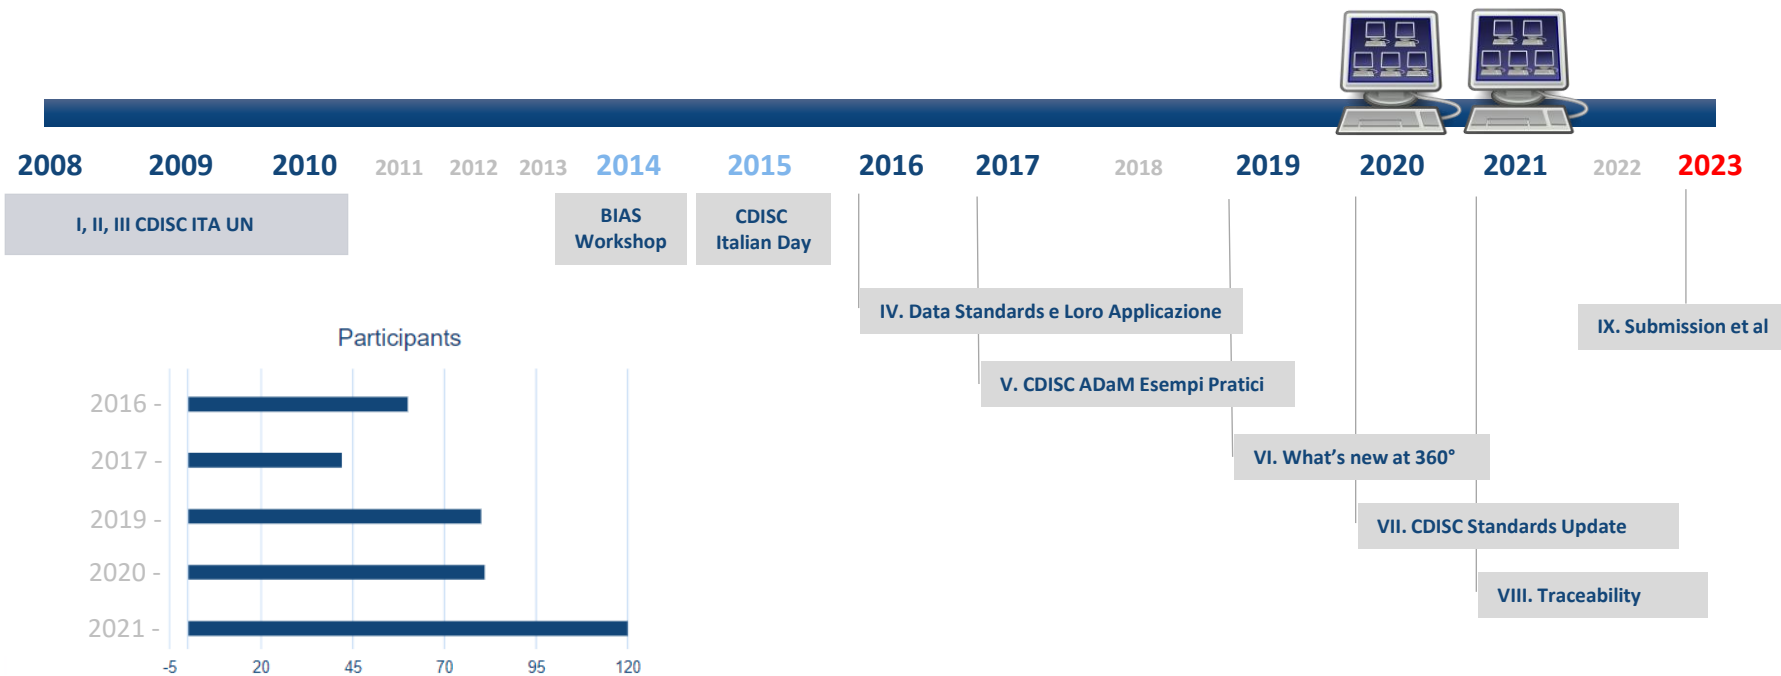 2008 2009 2010 2011 2012 2013 2014 2015 2016 2017 2018 2019 2020 2021 2022 2023
I, II, III CDISC ITA UN
BIAS
Workshop
CDISC
Italian Day
IV. Data Standards e Loro Applicazione
IX. Submission et al
V. CDISC ADaM Esempi Pratici
VI. What's new at 360°
VII. CDISC Standards Update
VIII. Traceability
Participants
2016 -
2017 -
2019 -
2020 -
2021 -
-5 20 45 70 95 120